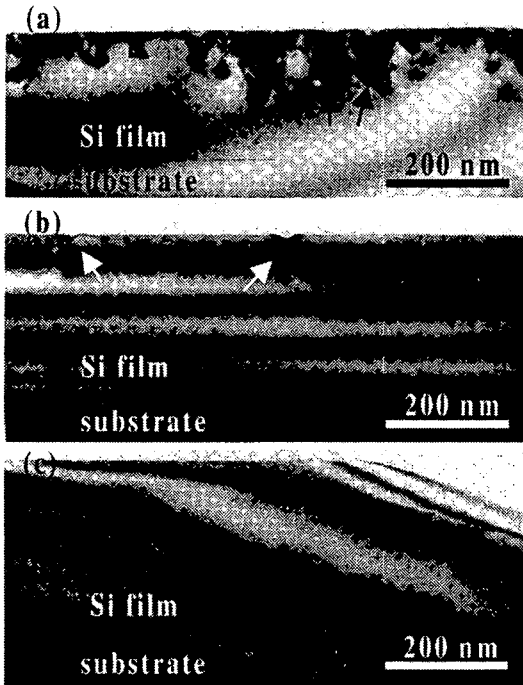 (a)
Si film
substrate
200 nm
(b)
Si film
substrate
200 nm
(c)
Si film
substrate
200 nm